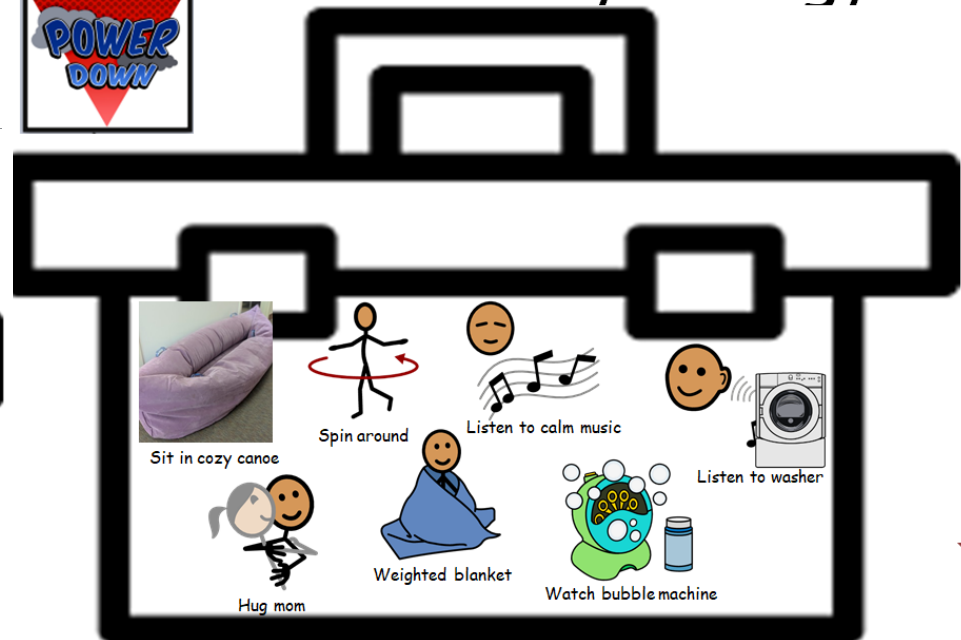 POWER
DOWN
Sit in cozy canoe
Spin around
Listen to calm music
Listen to washer
Hug mom
Weighted blanket
Watch bubble machine